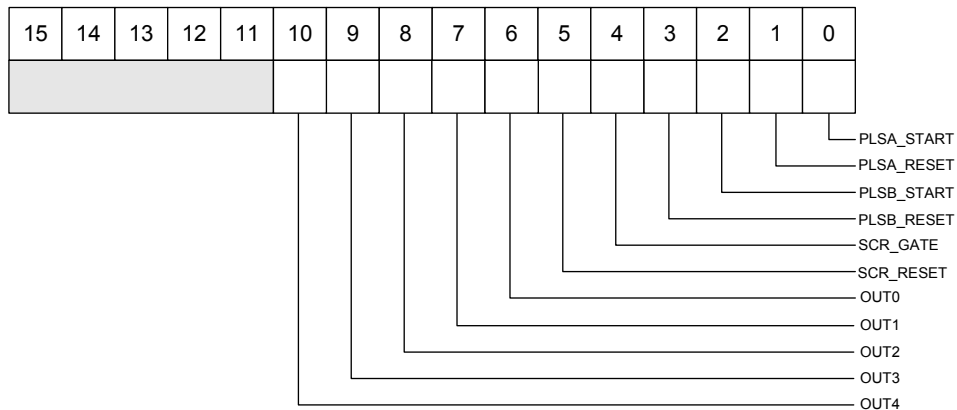 15 14 13 12 11 10 9 8 7 6 5 4 3 2 1 0
PLSA_START
PLSA_RESET
PLSB_START
PLSB_RESET
SCR_GATE
SCR_RESET
OUT0
OUT1
OUT2
OUT3
OUT4